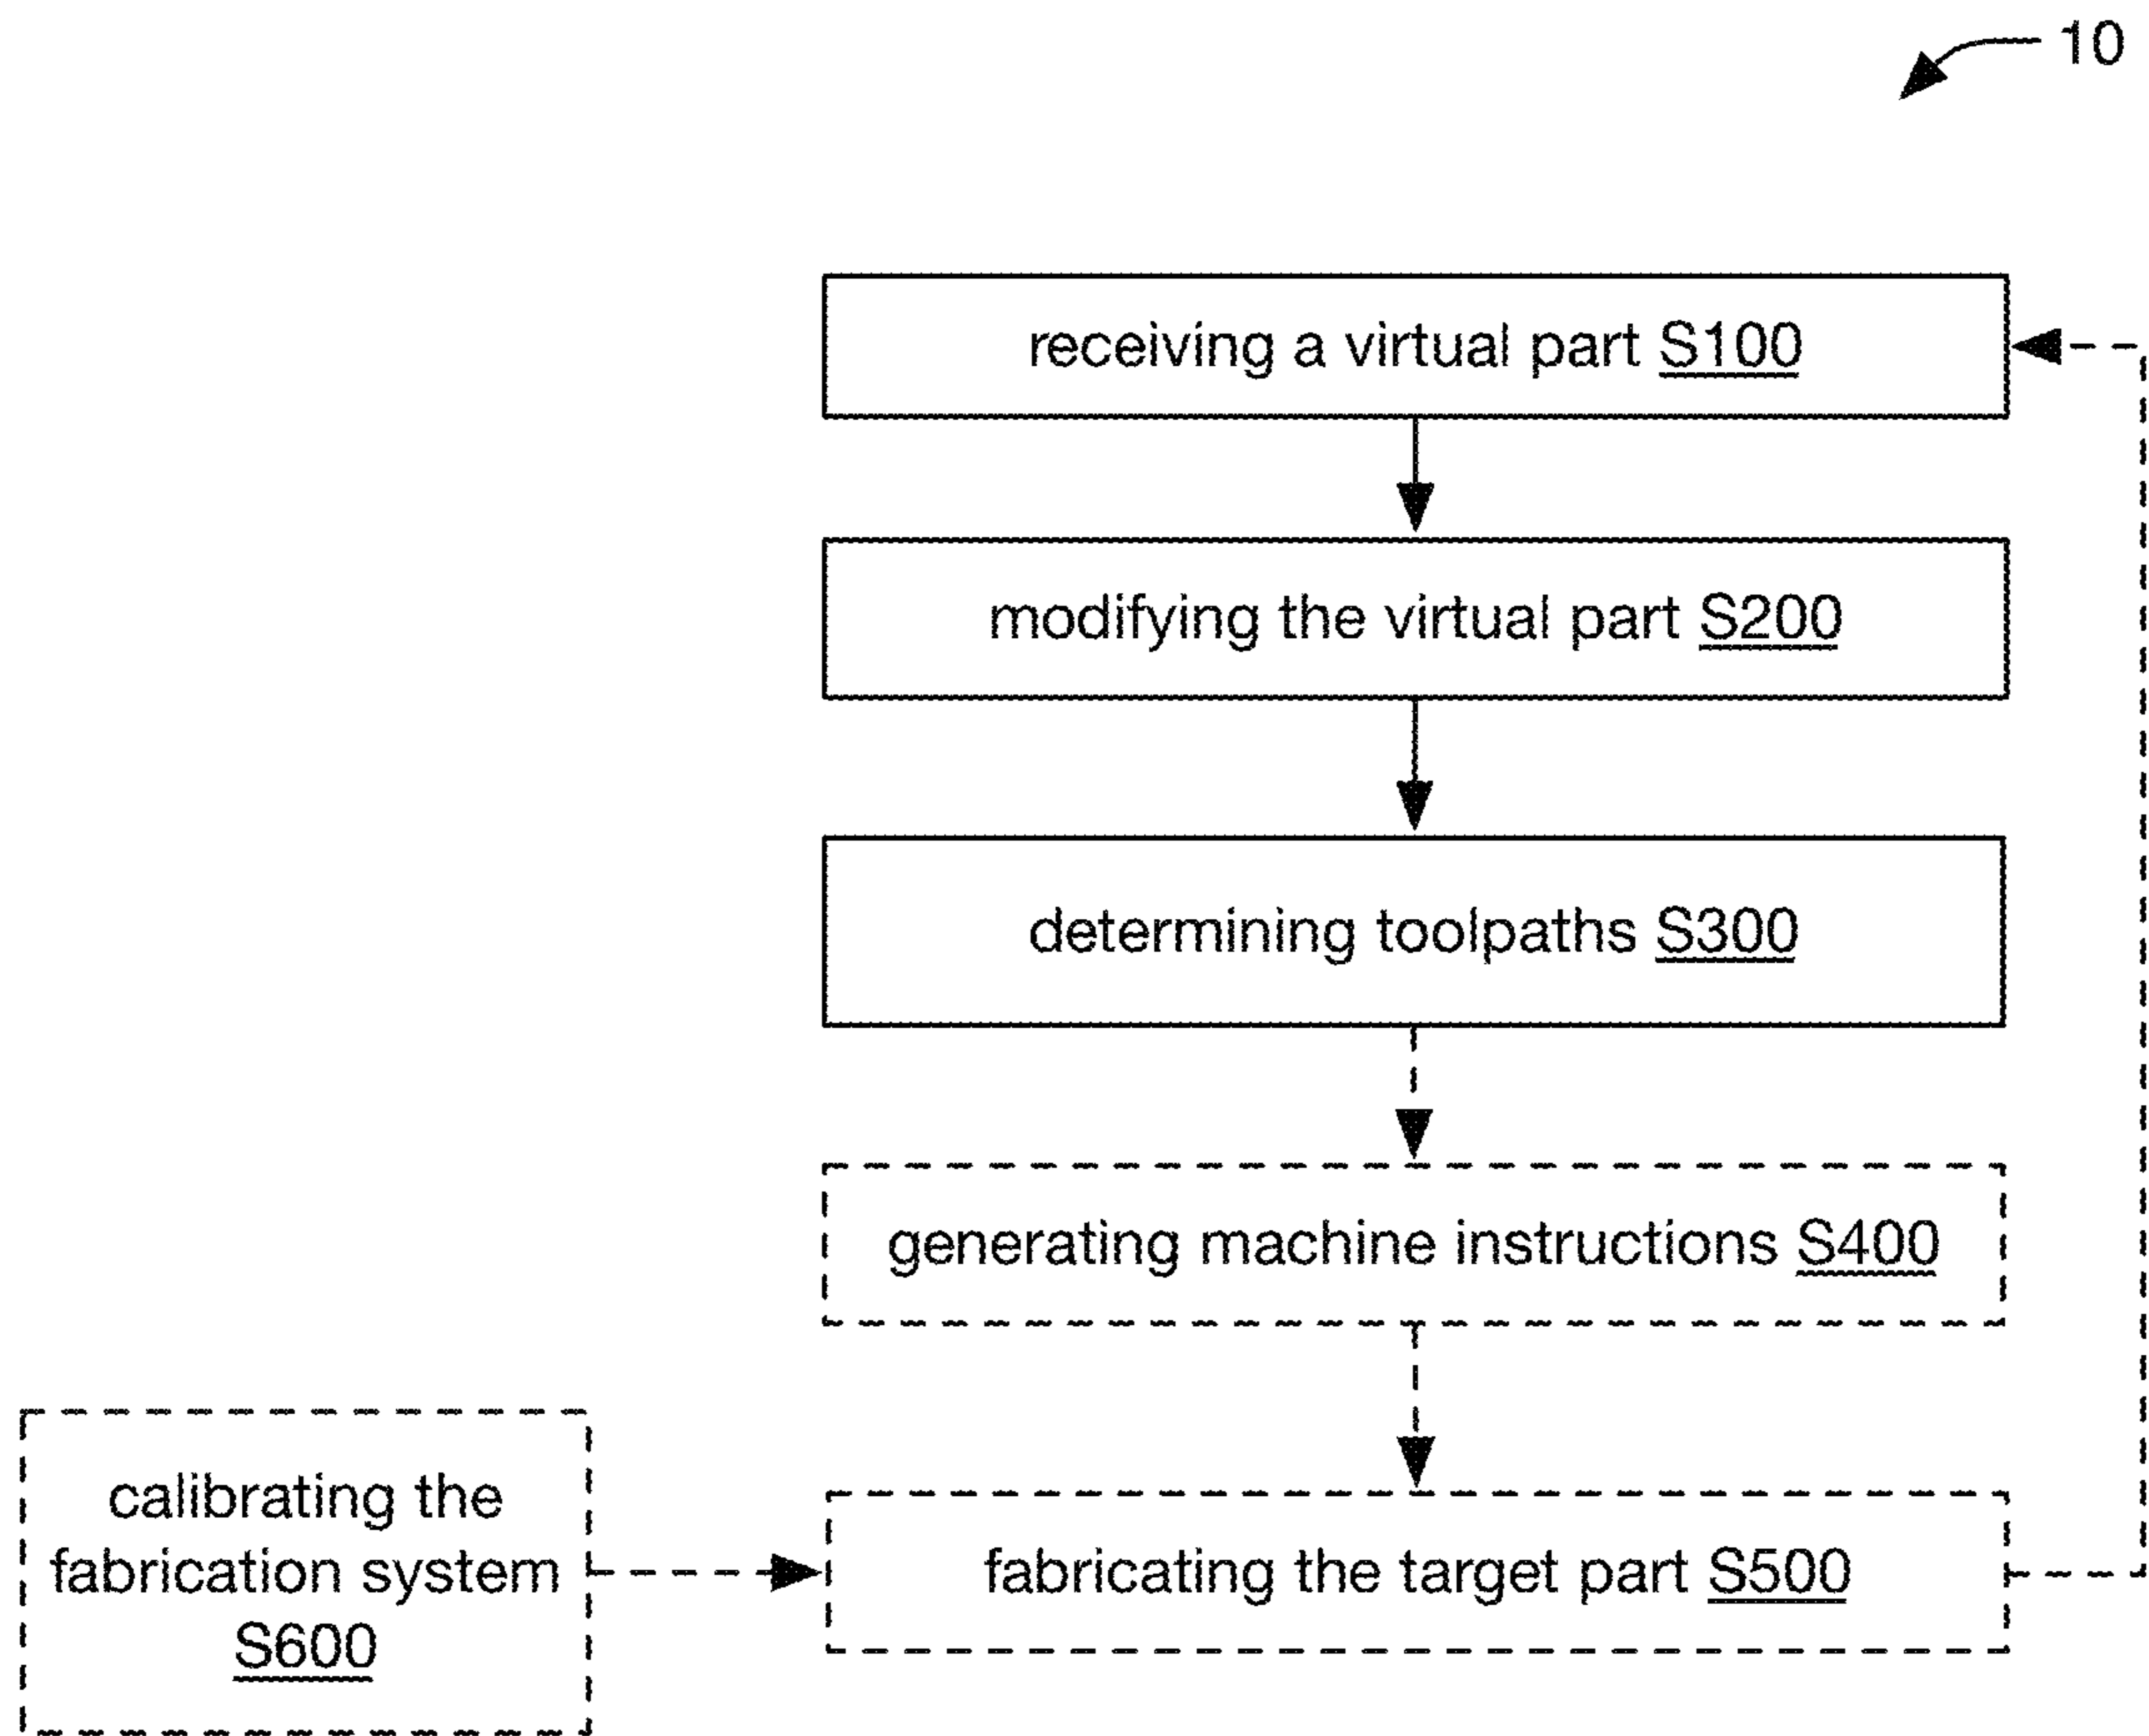 10
receiving a virtual part S100
modifying the virtual part S200
determining toolpaths S300
generating machine instructions S400
calibrating the
fabrication system
S600
fabricating the target part S500